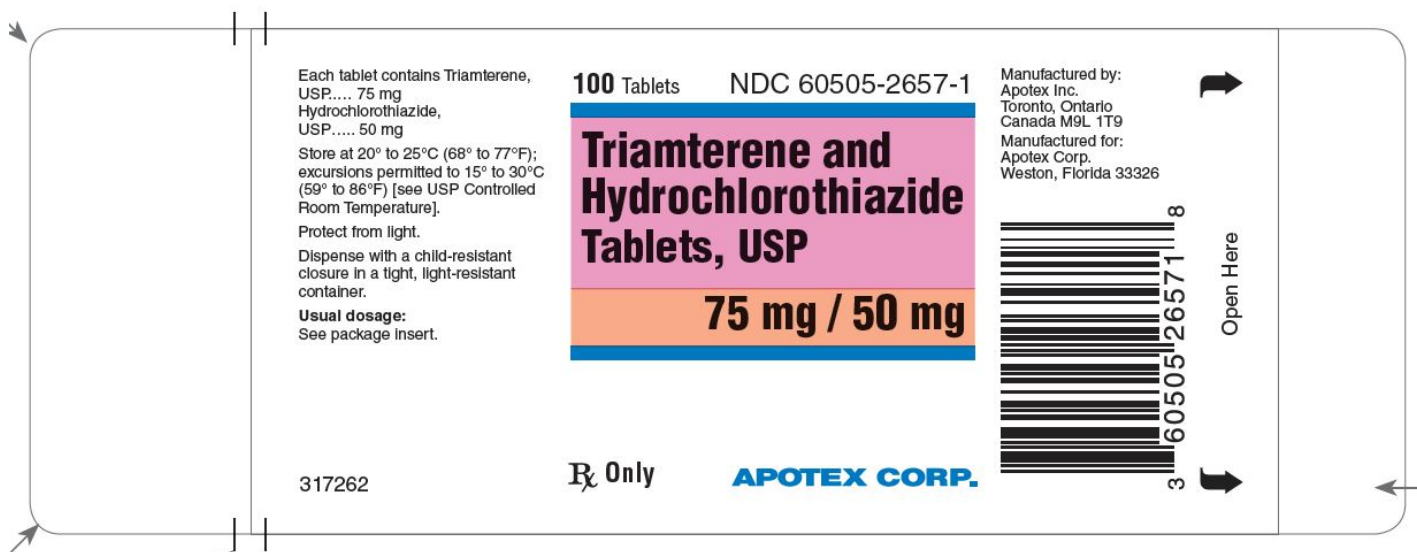 Each tablet contains Triamterene,
USP..... 75 mg
Hydrochlorothiazide,
USP..... 50 mg
Store at 20° to 25°C (68° to 77°F);
excursions permitted to 15° to 30°C
(59° to 86°F) [see USP Controlled
Room Temperature].
Protect from light.
Dispense with a child-resistant
closure in a tight, light-resistant
container.
Usual dosage:
See package insert.
317262
100 Tablets NDC 60505-2657-1
Triamterene and
Hydrochlorothiazide
Tablets, USP
75 mg / 50 mg
Rx Only APOTEX CORP.
Manufactured by:
Apotex Inc.
Toronto, Ontario
Canada M9L 1T9
Manufactured for:
Apotex Corp.
Weston, Florida 33326
3 60505 26571 8
Open Here